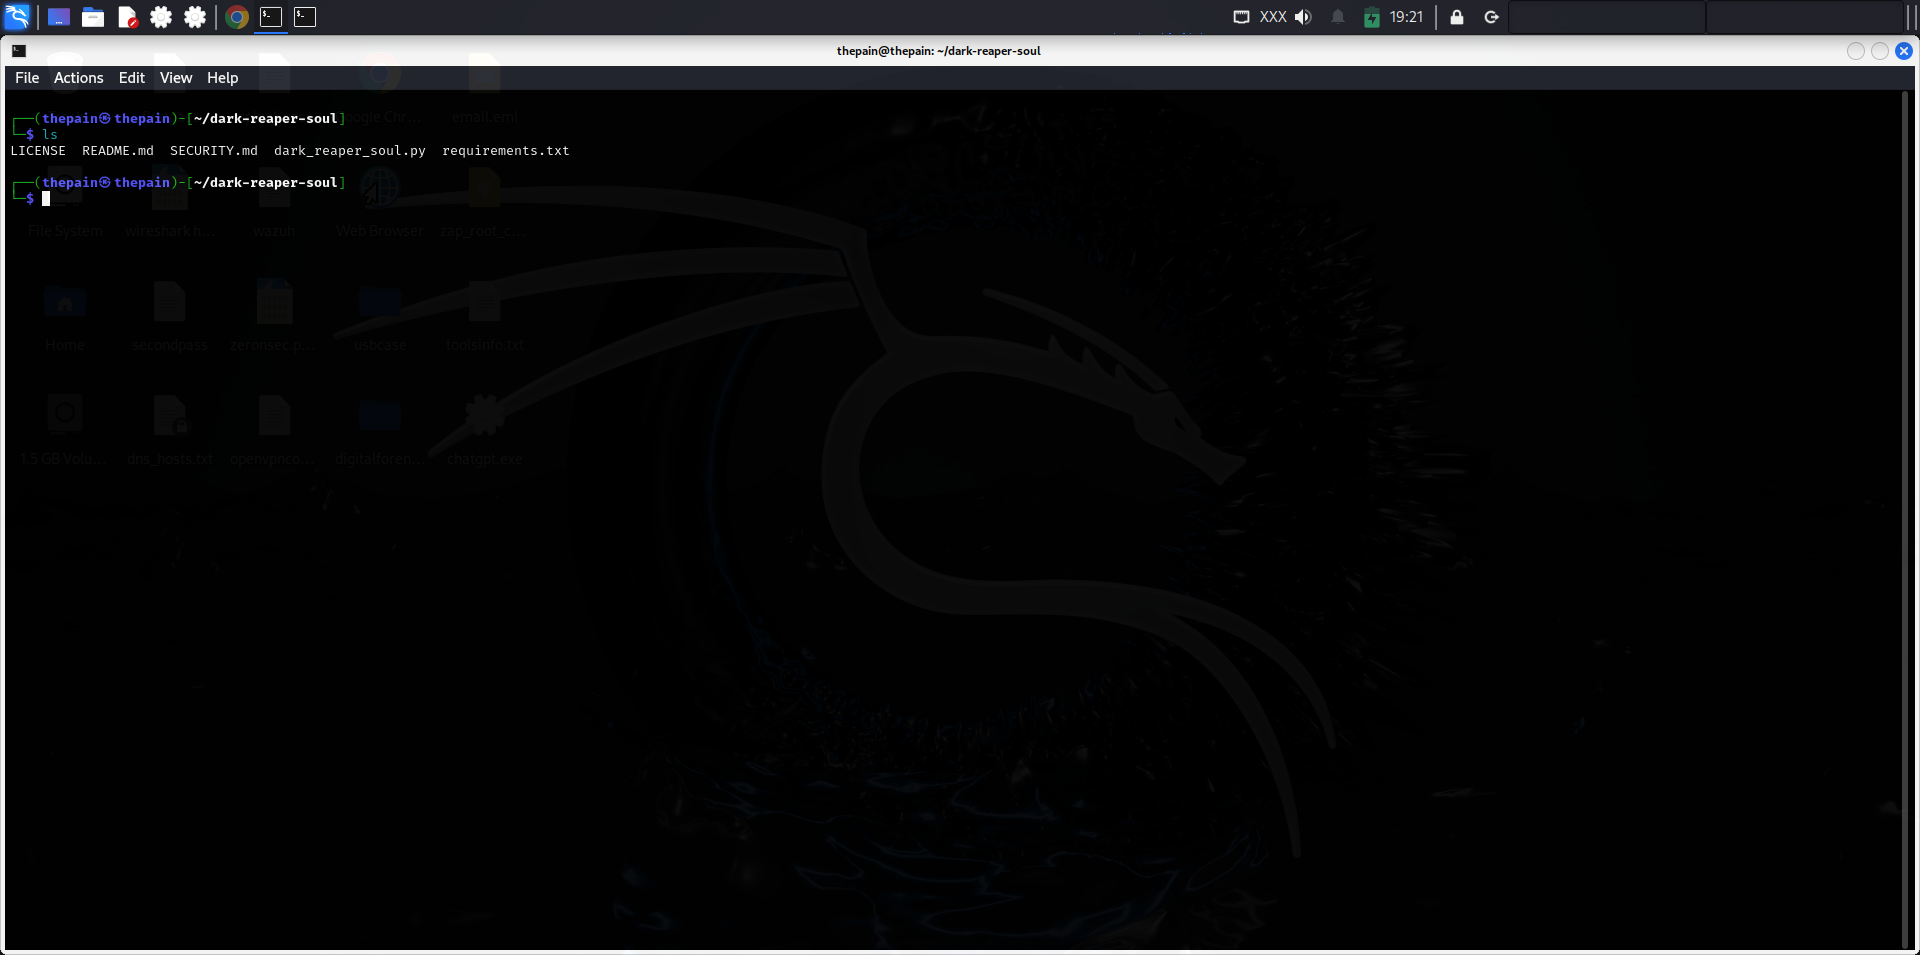 XXX 19:21
thepain@thepain: ~/dark-reaper-soul
File Actions Edit View Help
┌──(thepain㉿thepain)-[~/dark-reaper-soul]
└─$ ls
LICENSE  README.md  SECURITY.md  dark_reaper_soul.py  requirements.txt
┌──(thepain㉿thepain)-[~/dark-reaper-soul]
└─$
email.eml
File System wireshark h... wazuh Web Browser zap_root_c...
Home secondpass zeronsec.p... usbcase toolsinfo.txt
1.5 GB Volu... dns_hosts.txt openvpnco... digitalforen... chatgpt.exe